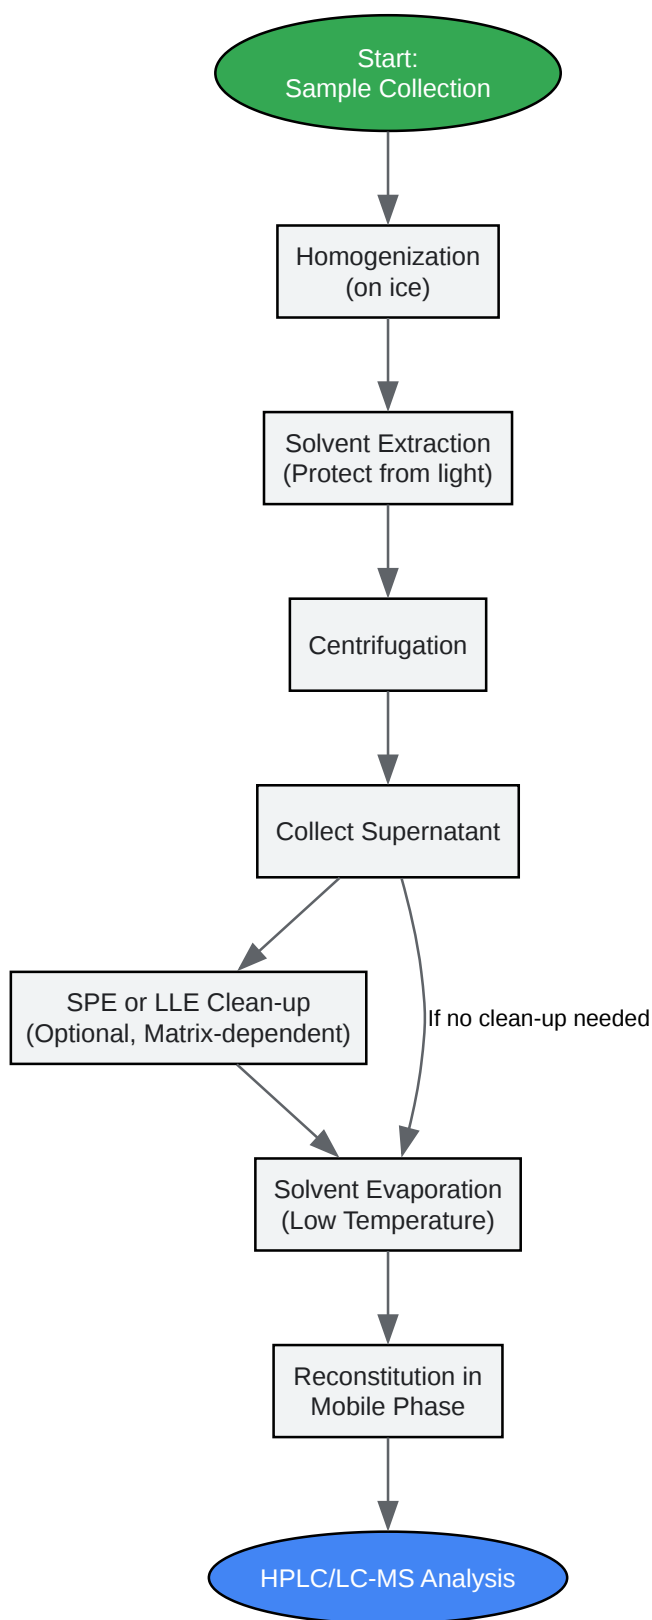 Start:
Sample Collection
Homogenization
(on ice)
Solvent Extraction
(Protect from light)
Centrifugation
Collect Supernatant
SPE or LLE Clean-up
(Optional, Matrix-dependent)
If no clean-up needed
Solvent Evaporation
(Low Temperature)
Reconstitution in
Mobile Phase
HPLC/LC-MS Analysis